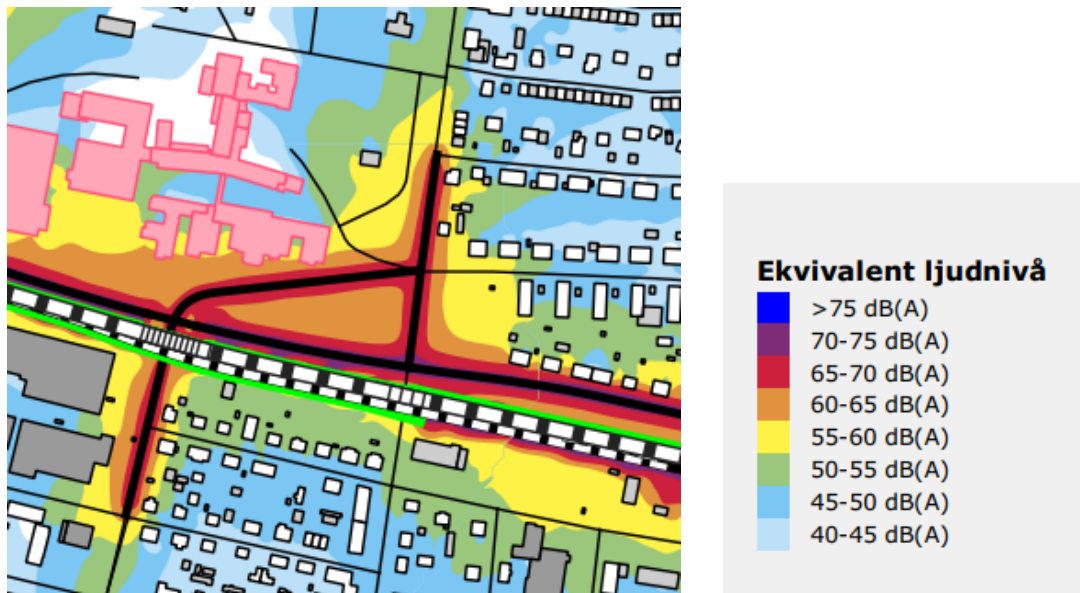 Ekvivalent ljudnivå
>75 dB(A)
70-75 dB(A)
65-70 dB(A)
60-65 dB(A)
55-60 dB(A)
50-55 dB(A)
45-50 dB(A)
40-45 dB(A)